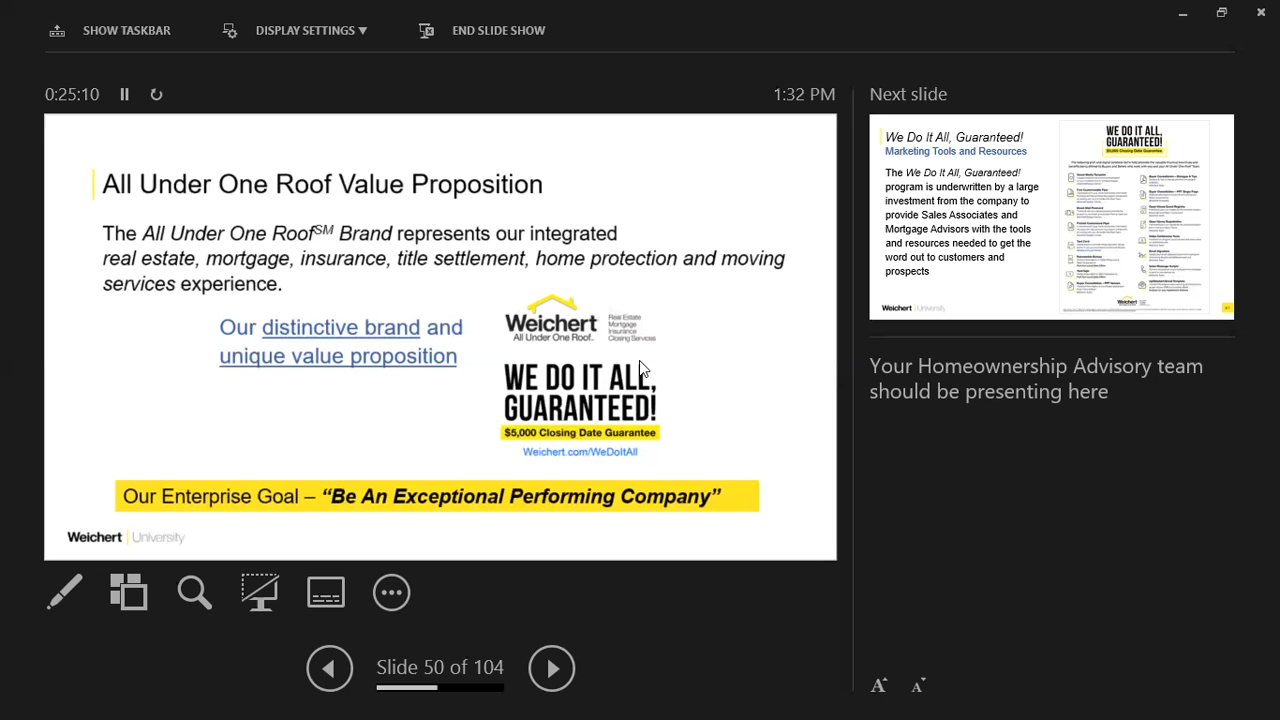 SHOW TASKBAR
DISPLAY SETTINGS ▼
END SLIDE SHOW
0:25:10
1:32 PM
All Under One Roof Value Proposition
The All Under One RoofSM Brand reinforces our integrated
real estate, mortgage, insurance, title settlement, home protection and moving
services experience.
Our distinctive brand and
unique value proposition
Weichert
All Under One Roof.
Real Estate
Mortgage
Insurance
Closing Services
WE DO IT ALL,
GUARANTEED!
$5,000 Closing Date Guarantee
Weichert.com/WeDoItAll
Our Enterprise Goal – “Be An Exceptional Performing Company”
Weichert University
Slide 50 of 104
Next slide
We Do It All, Guaranteed!
Marketing Tools and Resources
The We Do It All, Guaranteed!
program is underwritten by a large
investment from the company to
provide Sales Associates and
Mortgage Advisors with the tools
and resources needed to get the
word out to customers and
prospects
WE DO IT ALL,
GUARANTEED!
$5,000 Closing Date Guarantee
Weichert University
Your Homeownership Advisory team
should be presenting here